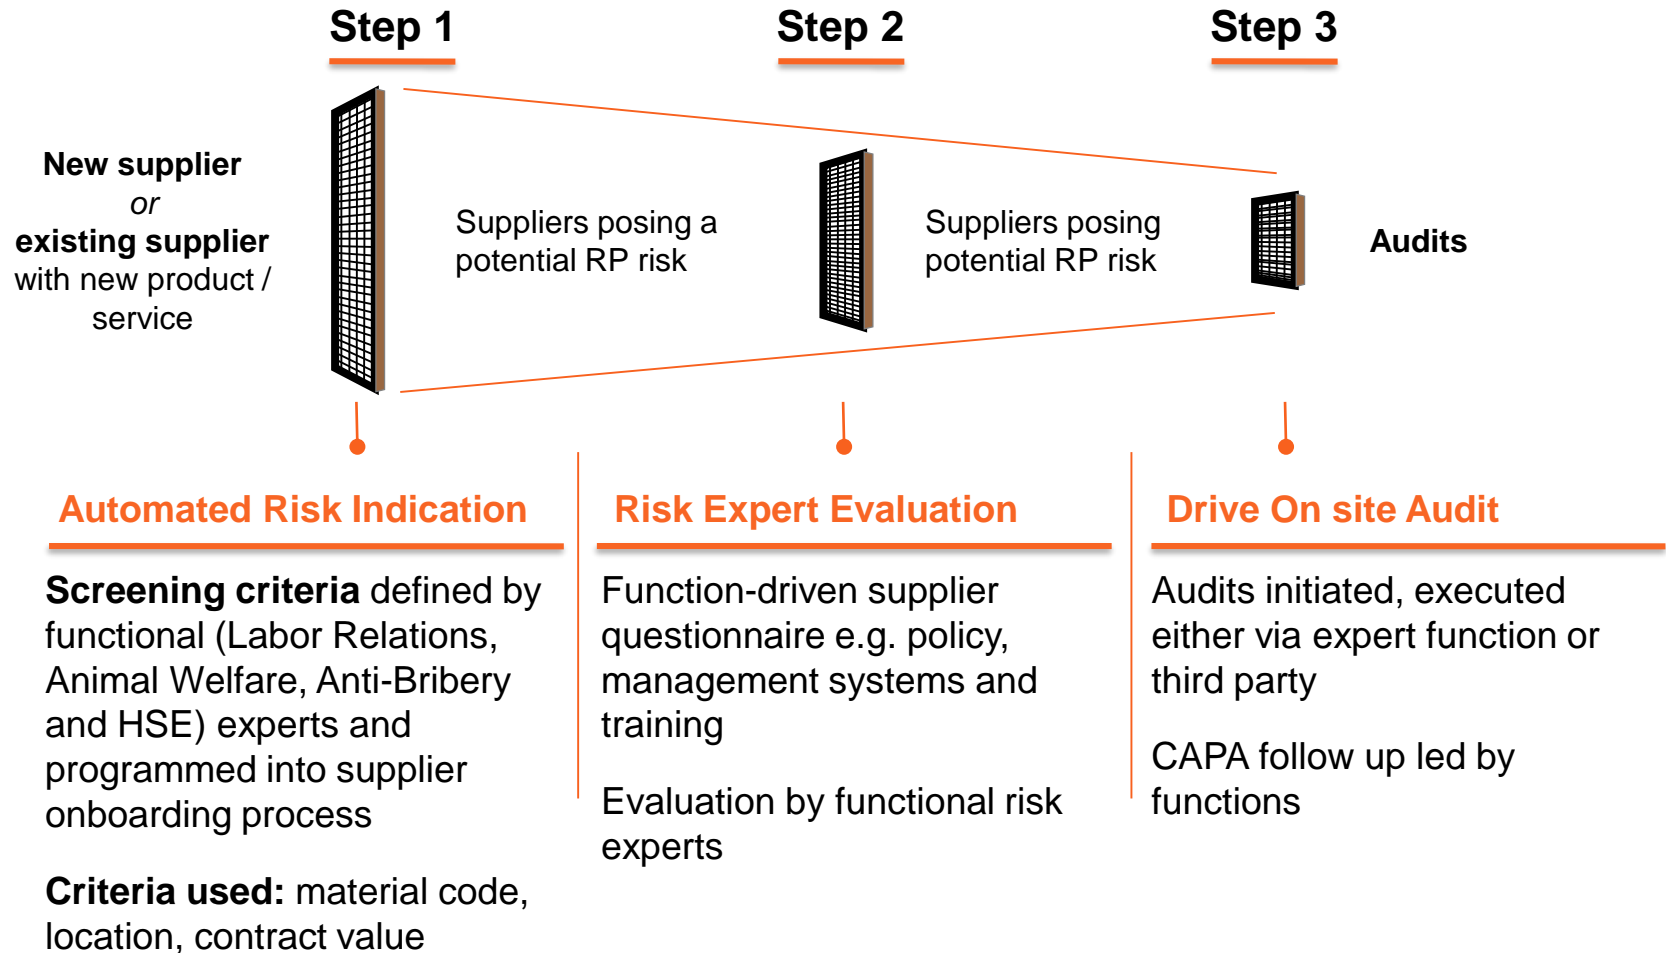 Step 1
Step 2
Step 3
New supplier
or
existing supplier
with new product /
service
Suppliers posing a
potential RP risk
Suppliers posing
potential RP risk
Audits
Automated Risk Indication
Screening criteria defined by
functional (Labor Relations,
Animal Welfare, Anti-Bribery
and HSE) experts and
programmed into supplier
onboarding process
Criteria used: material code,
location, contract value
Risk Expert Evaluation
Function-driven supplier
questionnaire e.g. policy,
management systems and
training
Evaluation by functional risk
experts
Drive On site Audit
Audits initiated, executed
either via expert function or
third party
CAPA follow up led by
functions